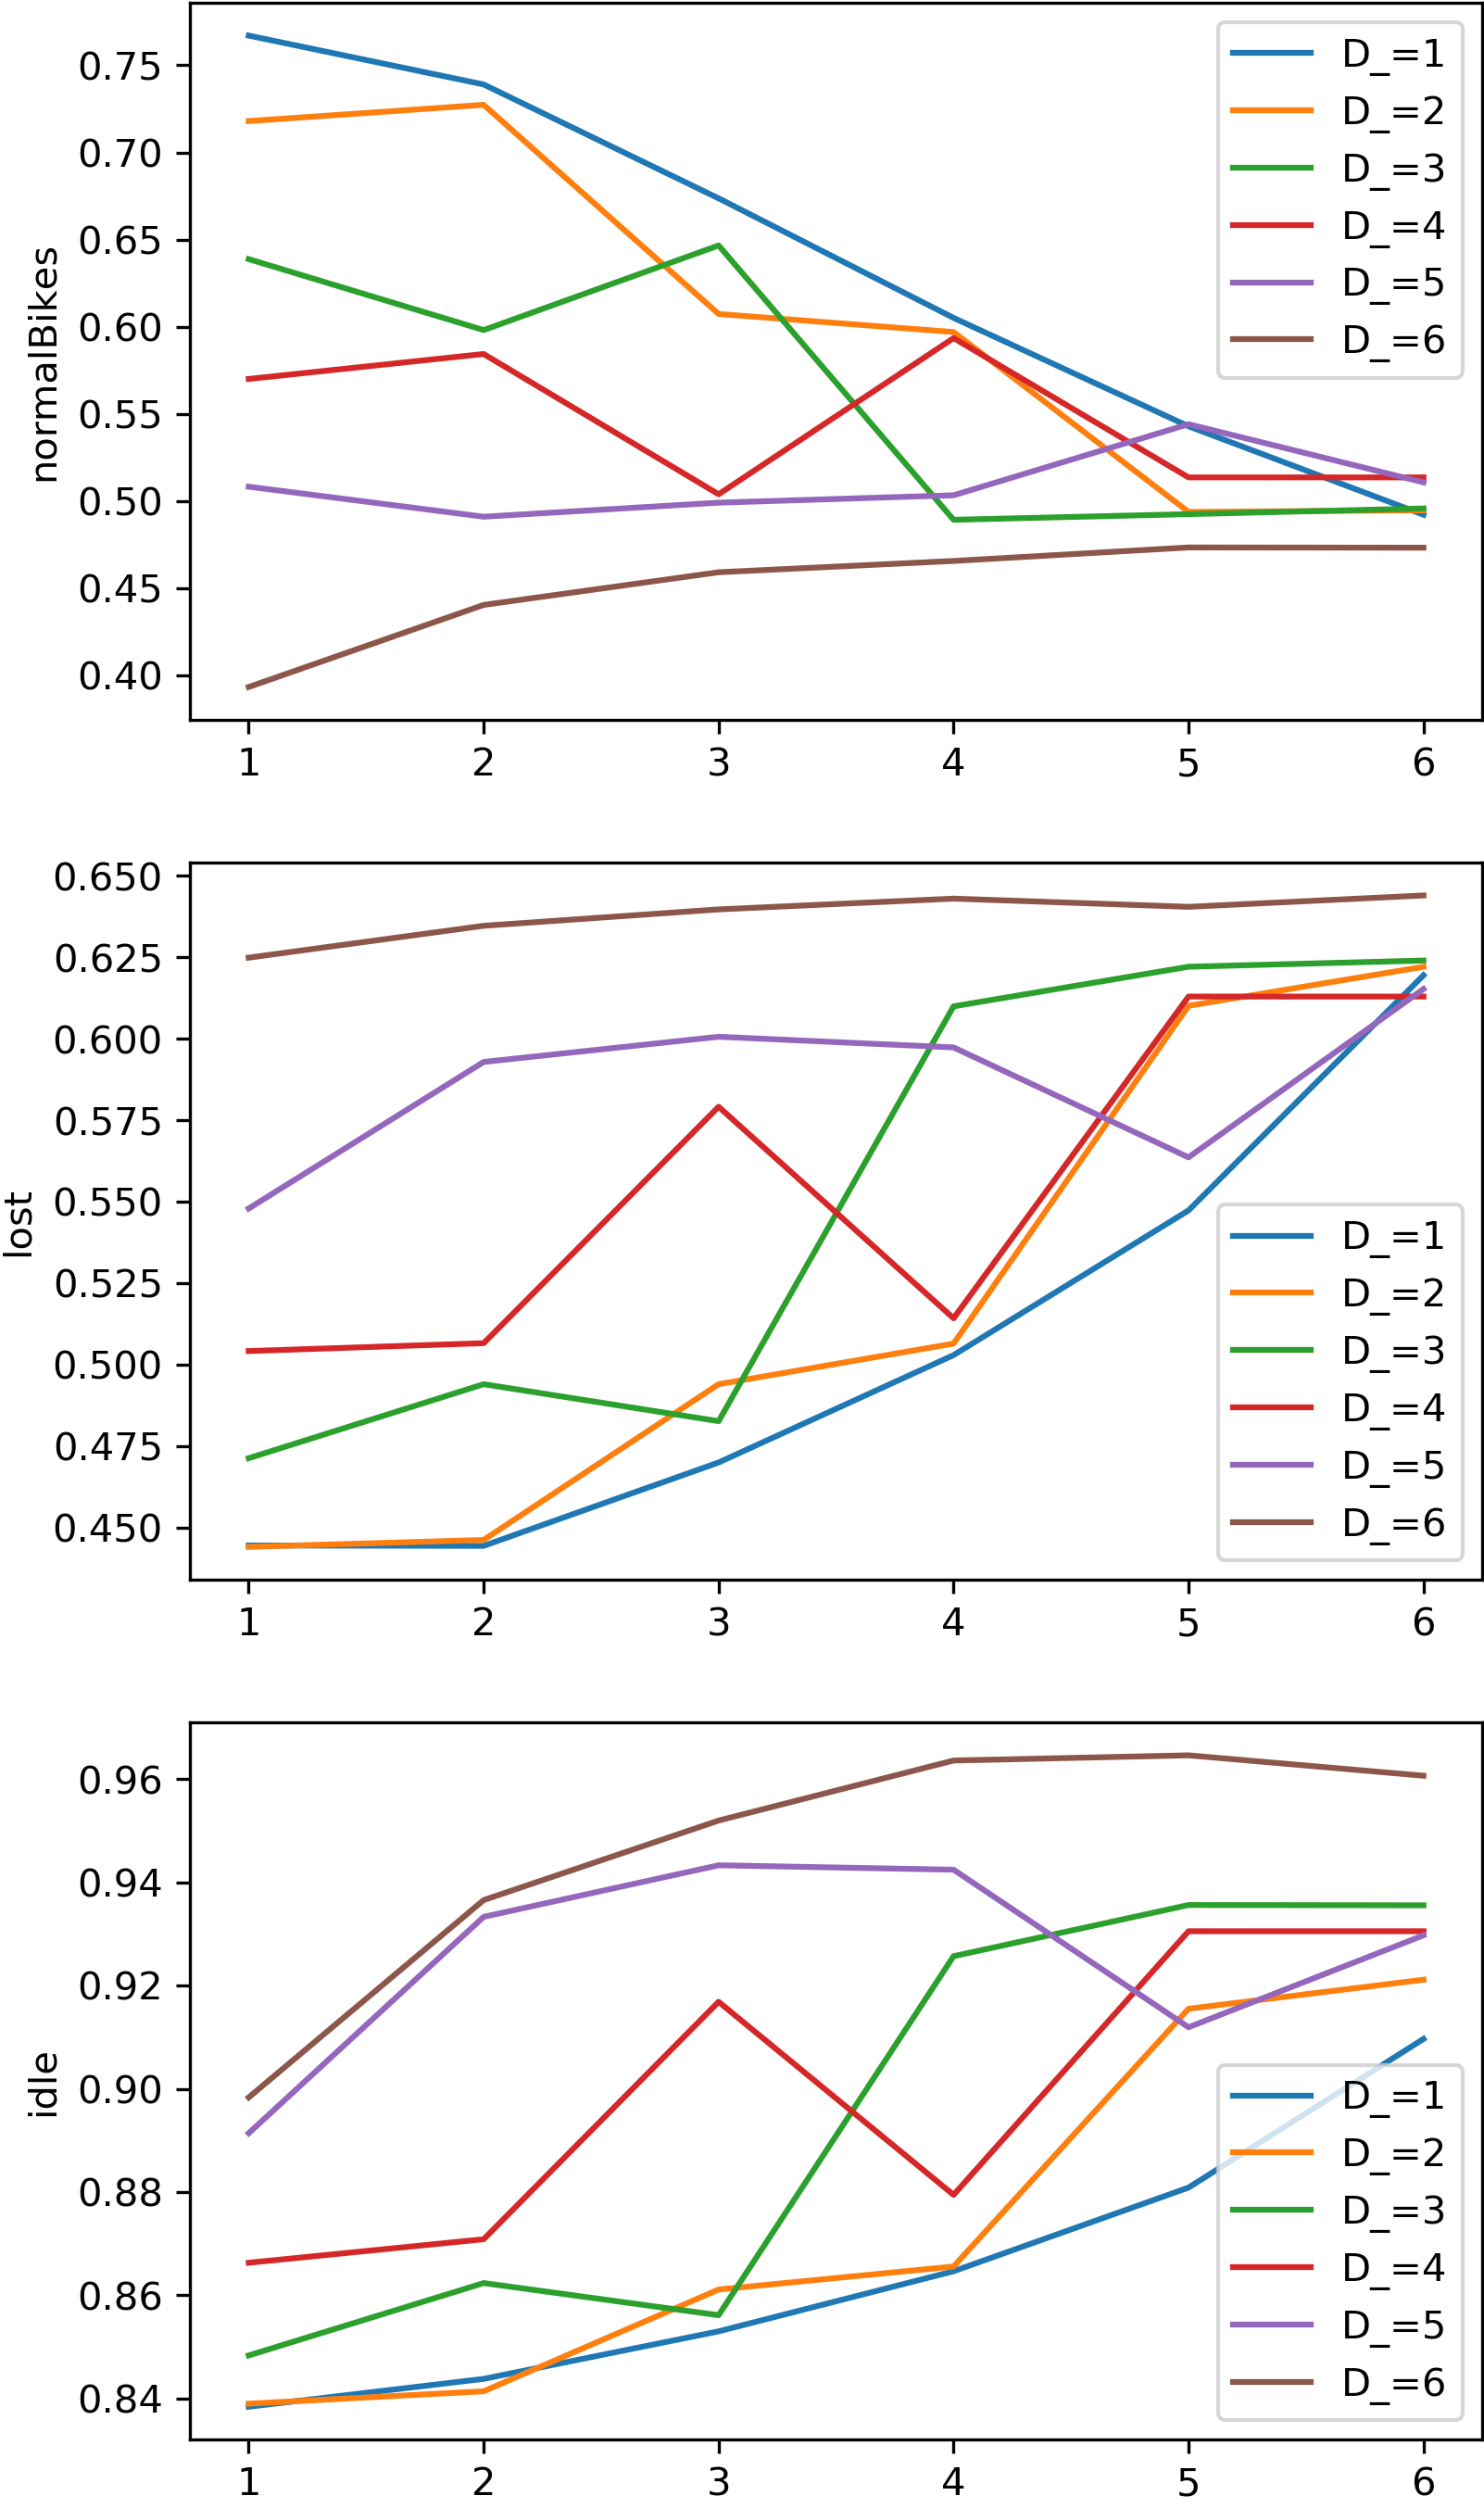 normalBikes
0.75
0.70
0.65
0.60
0.55
0.50
0.45
0.40
1 2 3 4 5 6
D_=1
D_=2
D_=3
D_=4
D_=5
D_=6
lost
0.650
0.625
0.600
0.575
0.550
0.525
0.500
0.475
0.450
1 2 3 4 5 6
D_=1
D_=2
D_=3
D_=4
D_=5
D_=6
idle
0.96
0.94
0.92
0.90
0.88
0.86
0.84
1 2 3 4 5 6
D_=1
D_=2
D_=3
D_=4
D_=5
D_=6